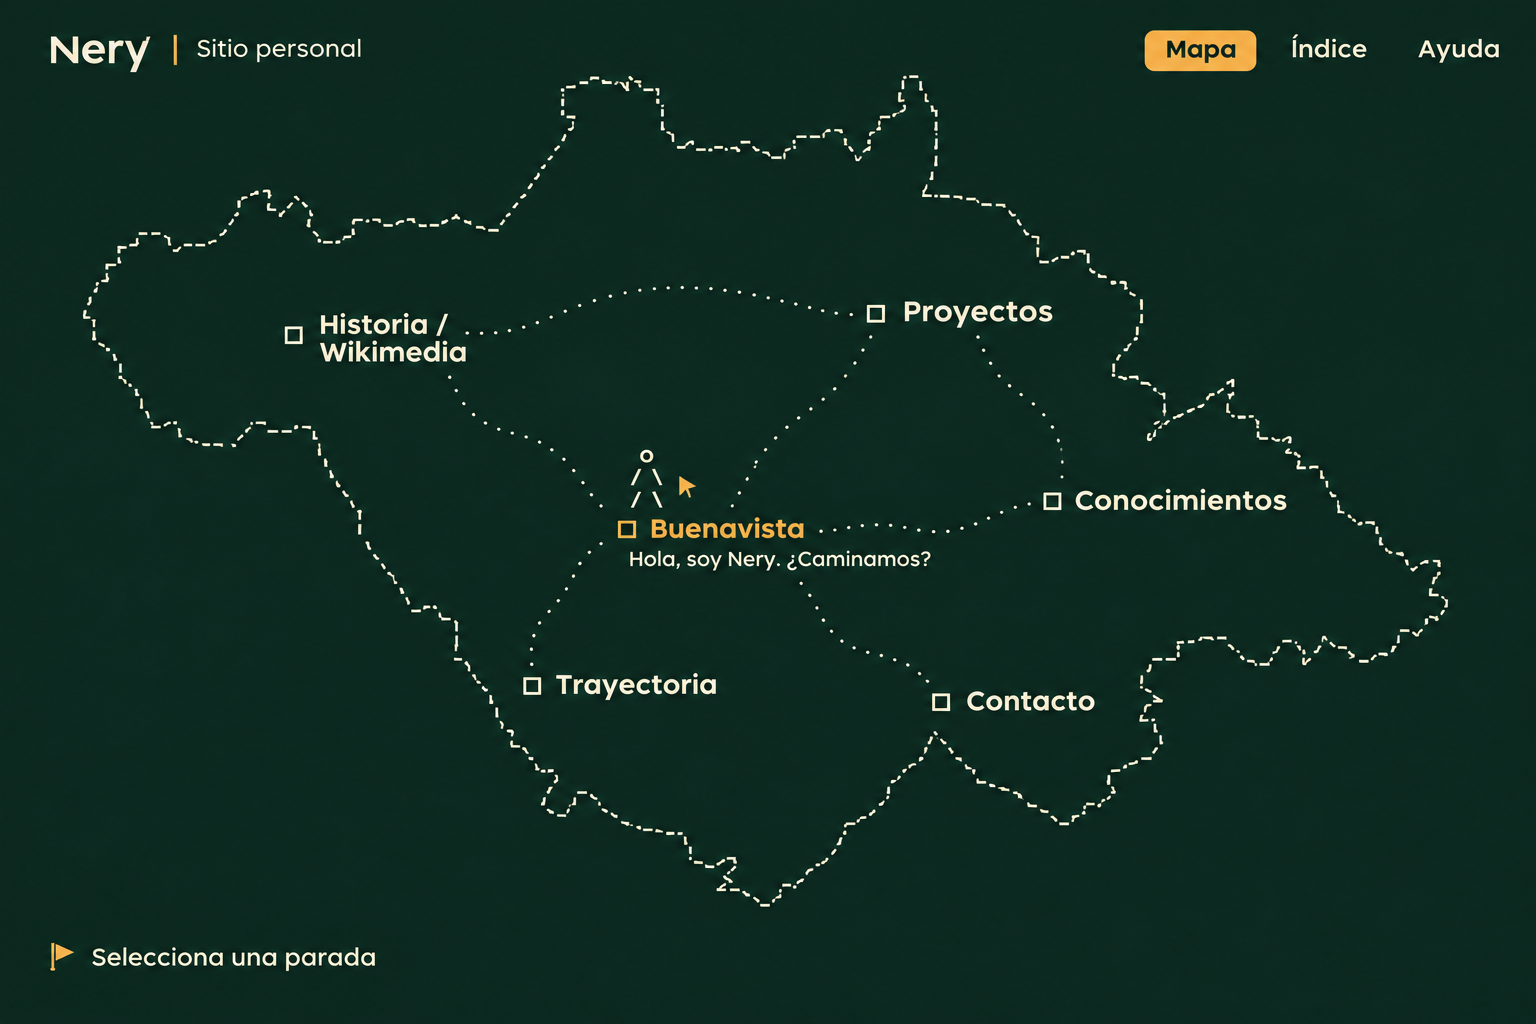 Nery
Sitio personal
Mapa
Índice
Ayuda
Historia /
Wikimedia
Proyectos
Conocimientos
Buenavista
Hola, soy Nery. ¿Caminamos?
Trayectoria
Contacto
Selecciona una parada